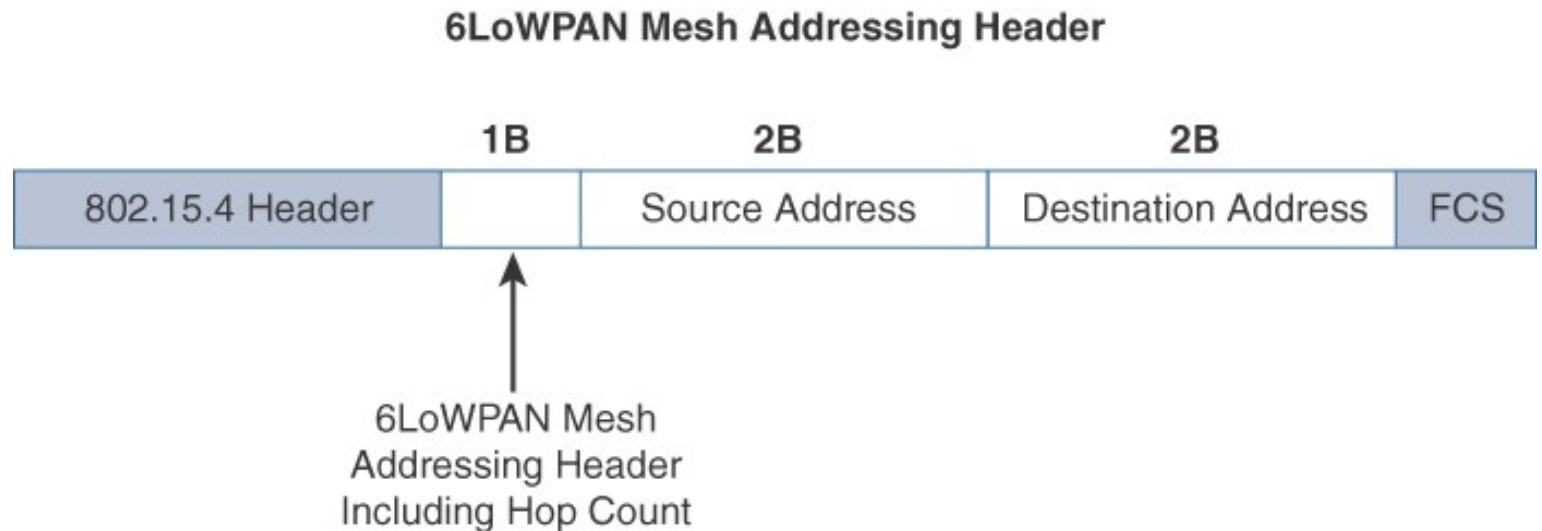 6LoWPAN Mesh Addressing Header
1B 2B 2B
802.15.4 Header Source Address Destination Address FCS
6LoWPAN Mesh
Addressing Header
Including Hop Count